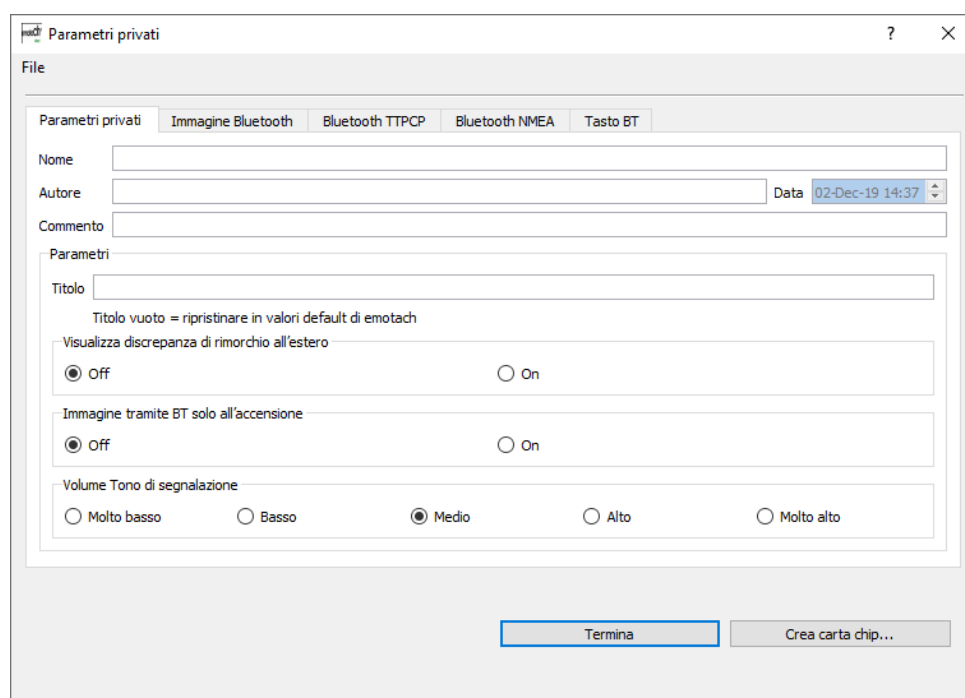 Parametri privati ?
File
Parametri privati Immagine Bluetooth Bluetooth TTPCP Bluetooth NMEA Tasto BT
Nome
Autore Data 02-Dec-19 14:37
Commento
Parametri
Titolo
Titolo vuoto = ripristinare in valori default di emotach
Visualizza discrepanza di rimorchio all'estero
Off On
Immagine tramite BT solo all'accensione
Off On
Volume Tono di segnalazione
Molto basso Basso Medio Alto Molto alto
Termina Crea carta chip...